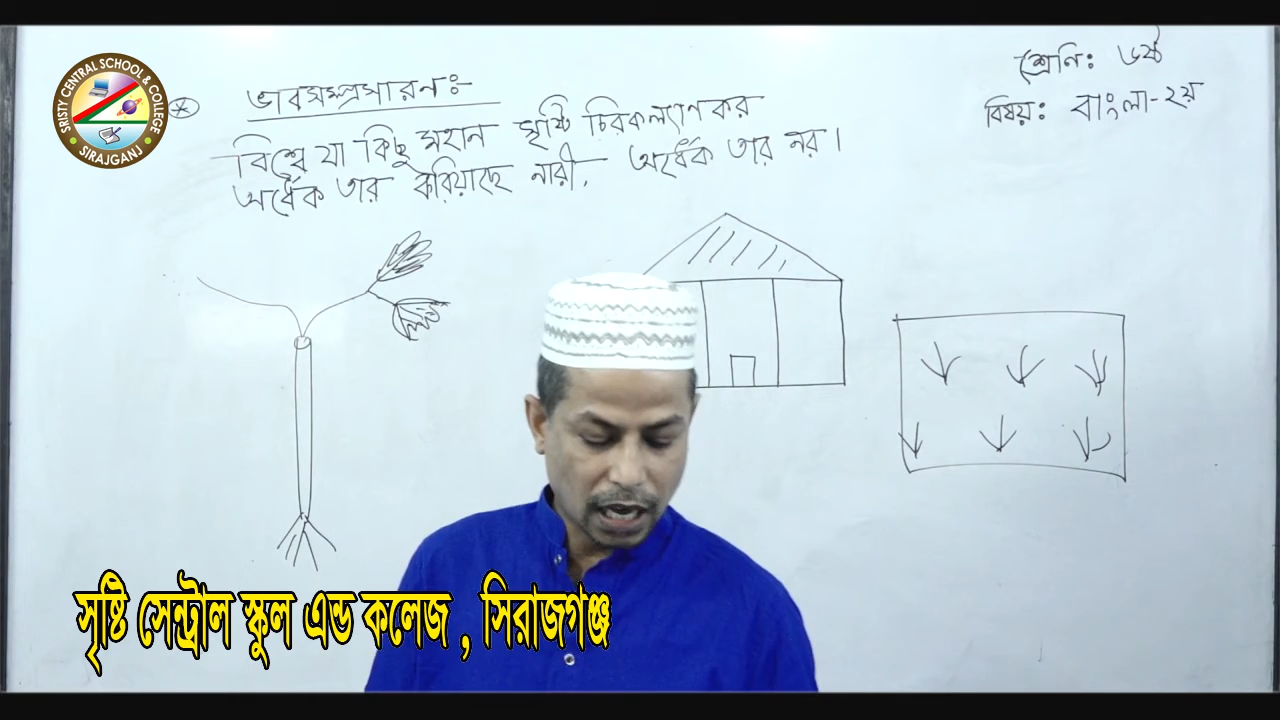 SRISTY CENTRAL SCHOOL & COLLEGE
SIRAJGANJ
শ্রেণি: ৬ষ্ঠ
বিষয়: বাংলা-২য়
ভাবসম্প্রসারণঃ-
বিশ্বে যা কিছু মহান সৃষ্টি চিরকল্যাণকর
অর্ধেক তার করিয়াছে নারী, অর্ধেক তার নর।
সৃষ্টি সেন্ট্রাল স্কুল এন্ড কলেজ , সিরাজগঞ্জ